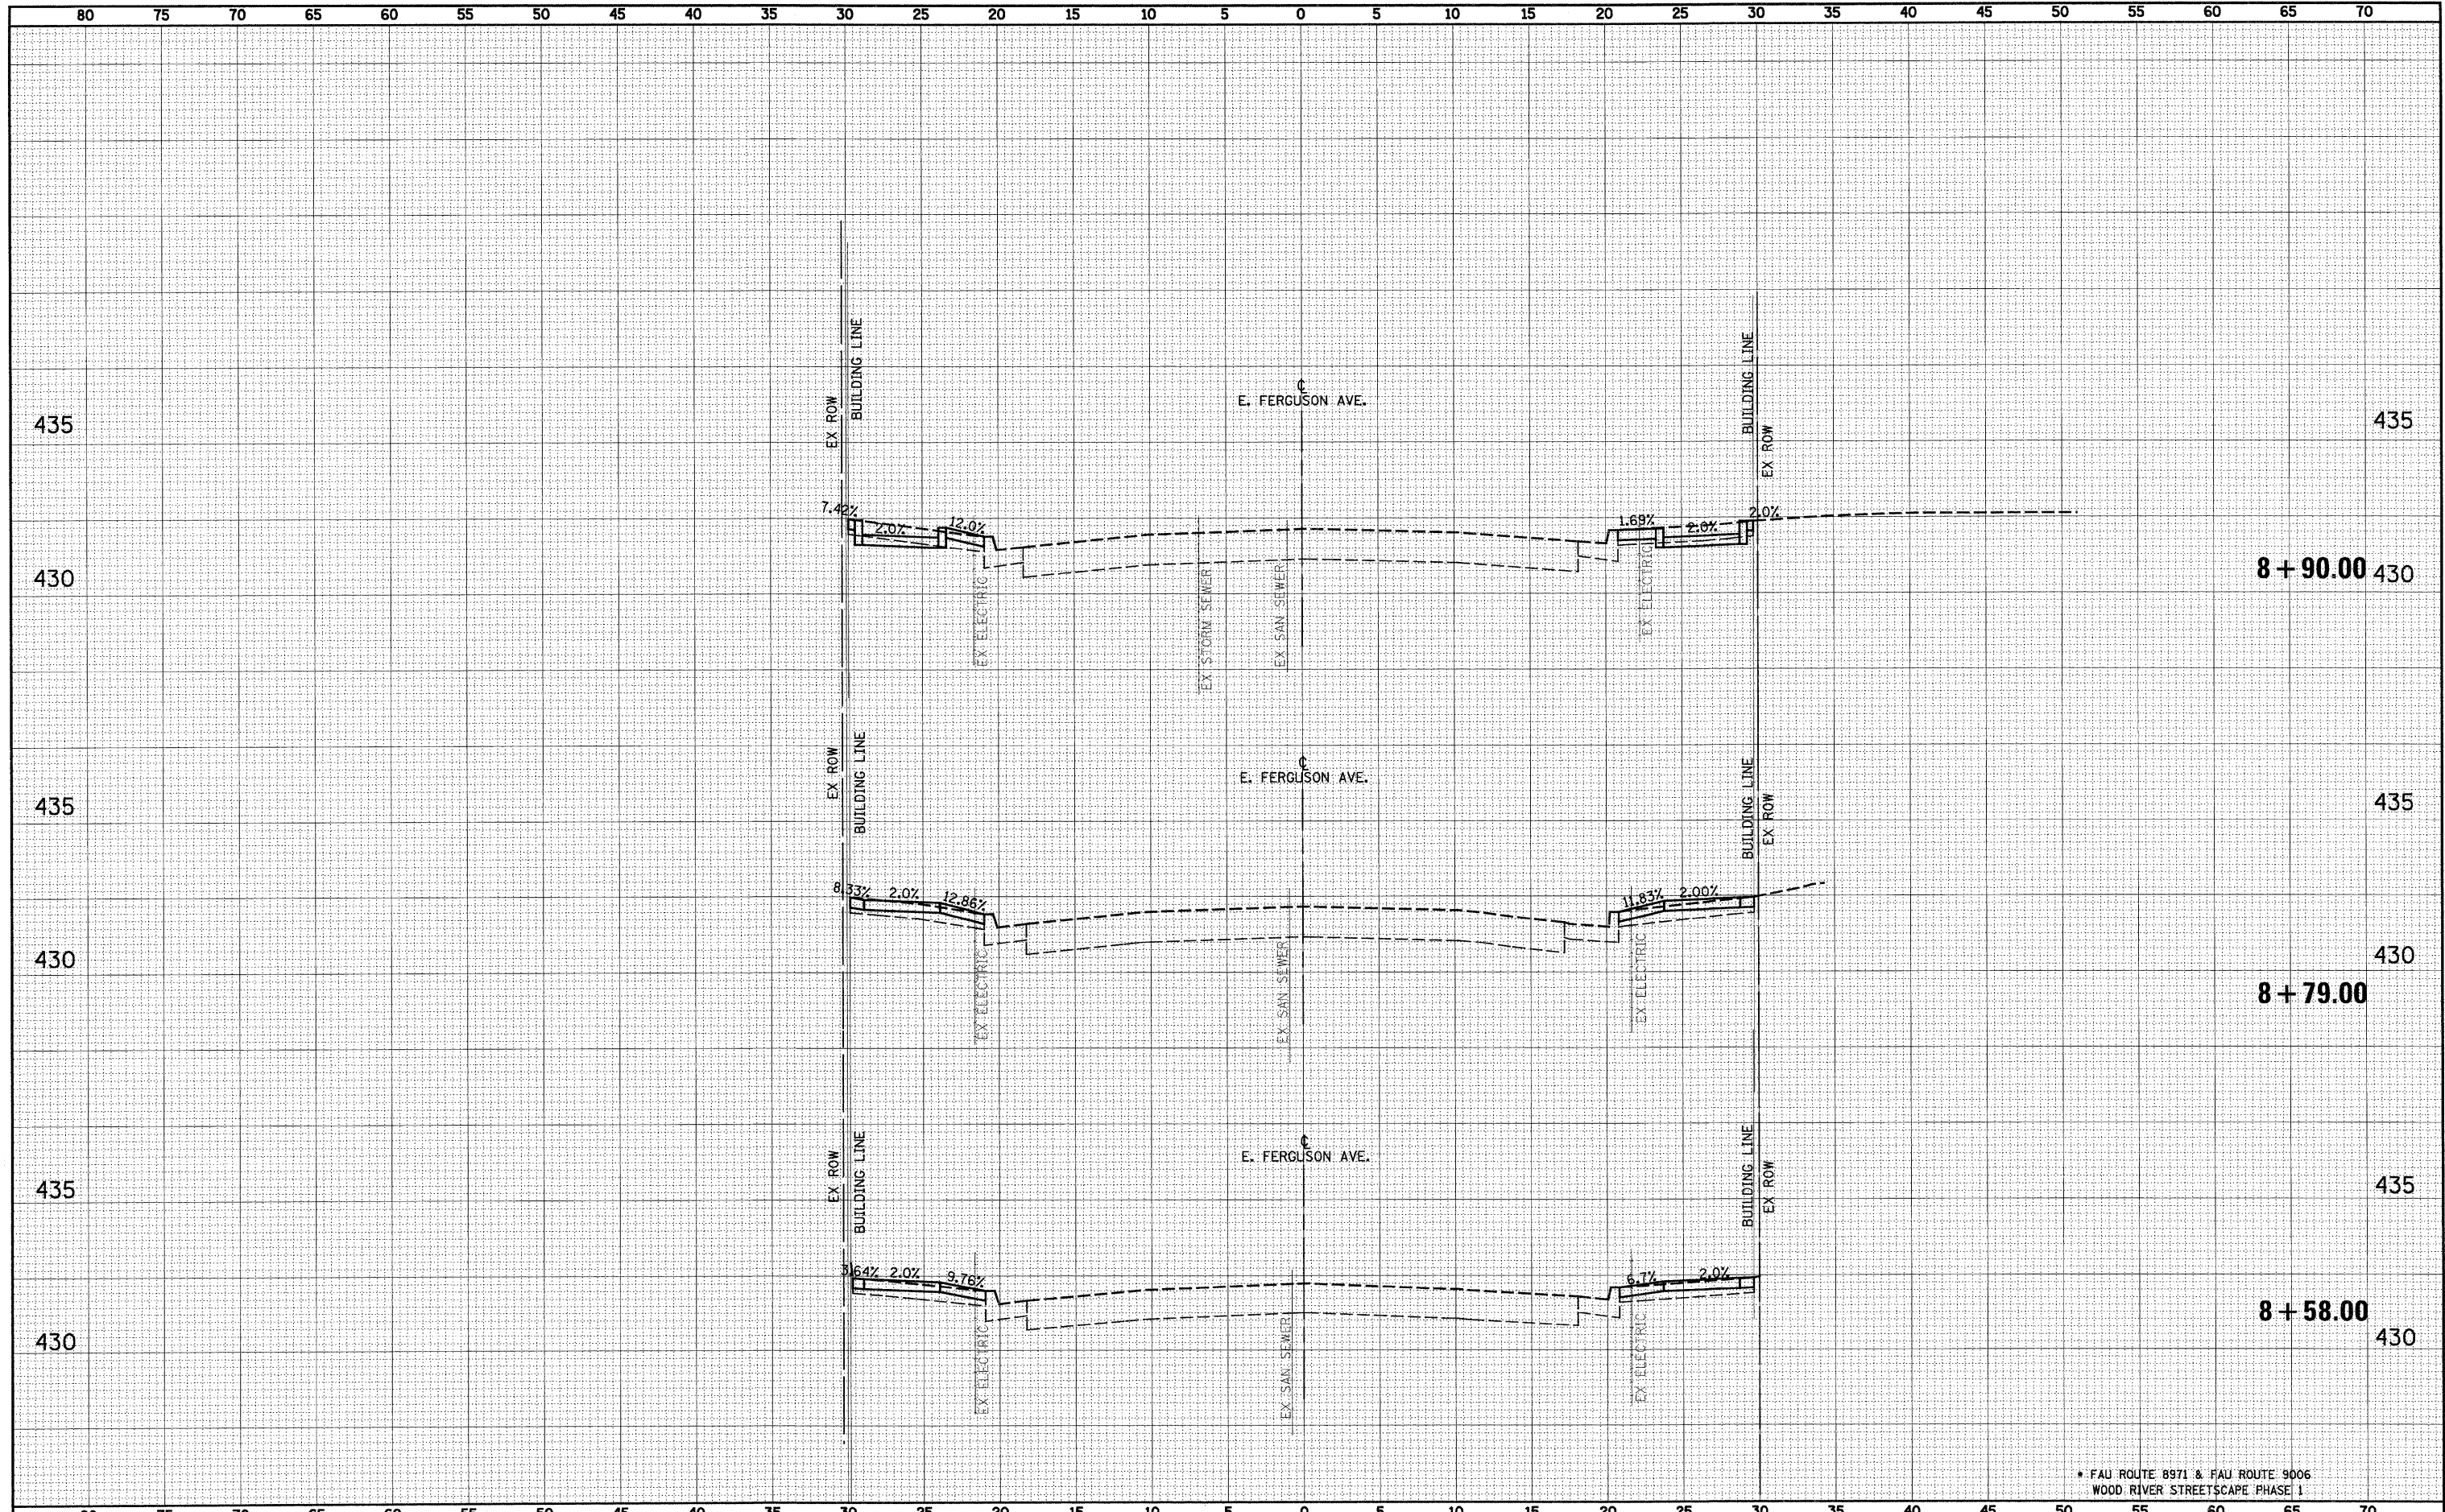 80 75 70 65 60 55 50 45 40 35 30 25 20 15 10 5 0 5 10 15 20 25 30 35 40 45 50 55 60 65 70
BUILDING LINE
EX ROW
℄
E. FERGUSON AVE.
BUILDING LINE
EX ROW
435
435
7.42%
2.0%
12.0%
1.69%
2.0%
2.0%
430
8+90.00
430
EX ELECTRIC
EX STORM SEWER
EX SAN SEWER
EX ELECTRIC
EX ROW
BUILDING LINE
℄
E. FERGUSON AVE.
BUILDING LINE
EX ROW
435
435
8.33%
2.0%
12.86%
11.83%
2.00%
430
430
8+79.00
EX ELECTRIC
EX SAN SEWER
EX ELECTRIC
EX ROW
BUILDING LINE
℄
E. FERGUSON AVE.
BUILDING LINE
EX ROW
435
435
3.64%
2.0%
9.76%
6.7%
2.0%
8+58.00
430
430
EX ELECTRIC
EX SAN SEWER
EX ELECTRIC
* FAU ROUTE 8971 & FAU ROUTE 9006
WOOD RIVER STREETSCAPE PHASE 1